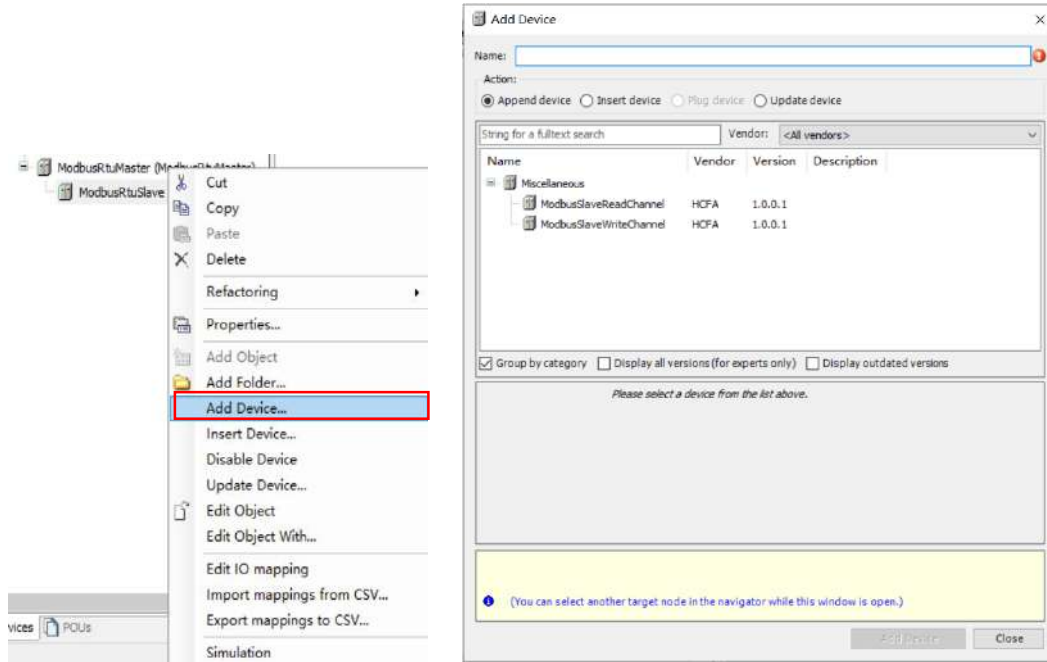 ModbusRtuMaster (ModbusRtuMaster)
ModbusRtuSlave
Cut
Copy
Paste
Delete
Refactoring
Properties...
Add Object
Add Folder...
Add Device...
Insert Device...
Disable Device
Update Device...
Edit Object
Edit Object With...
Edit IO mapping
Import mappings from CSV...
Export mappings to CSV...
Simulation
vices POUs
Add Device
Name:
Action:
Append device Insert device Plug device Update device
String for a fulltext search Vendor: <All vendors>
Name Vendor Version Description
Miscellaneous
ModbusSlaveReadChannel HCFA 1.0.0.1
ModbusSlaveWriteChannel HCFA 1.0.0.1
Group by category Display all versions (for experts only) Display outdated versions
Please select a device from the list above.
(You can select another target node in the navigator while this window is open.)
Add Device Close